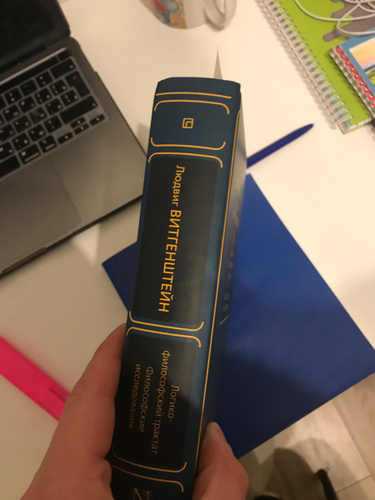 Людвиг ВИТГЕНШТЕЙН
Логико-
философский трактат
Философские
исследования